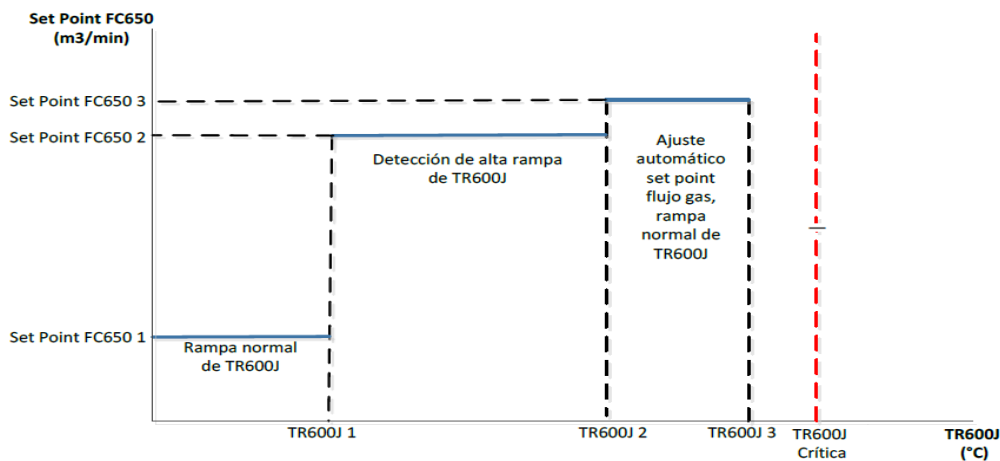 Set Point FC650
(m3/min)
Set Point FC650 3
Set Point FC650 2
Detección de alta rampa
de TR600J
Ajuste
automático
set point
flujo gas,
rampa
normal de
TR600J
Set Point FC650 1
Rampa normal
de TR600J
TR600J 1
TR600J 2
TR600J 3
TR600J
Crítica
TR600J
(°C)